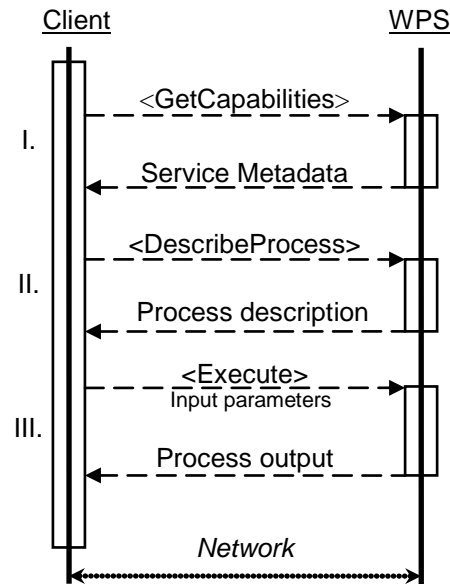 Client WPS
<GetCapabilities>
I.
Service Metadata
<DescribeProcess>
II.
Process description
<Execute>
Input parameters
III.
Process output
Network